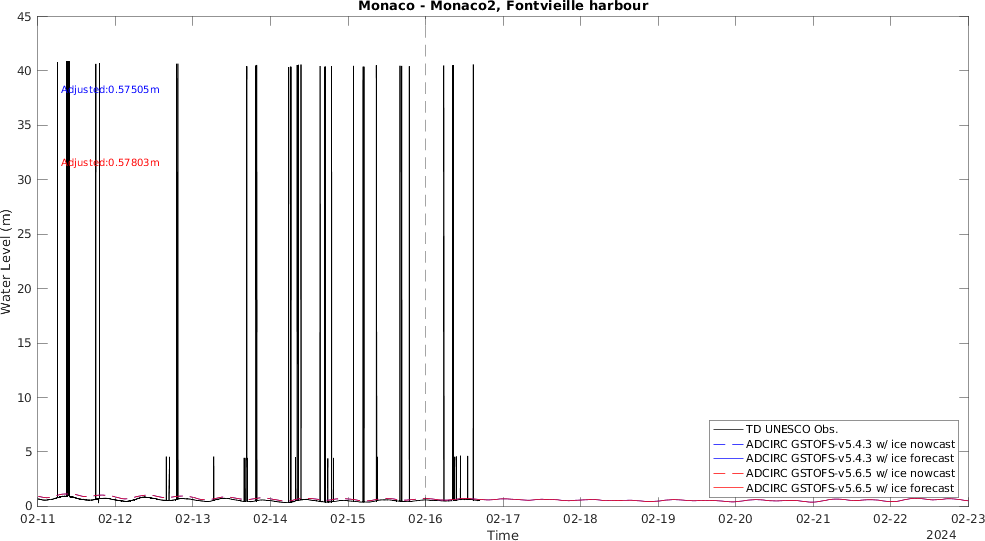 Monaco - Monaco2, Fontvieille harbour
45
40
35
30
25
20
15
10
5
0
Water Level (m)
Adjusted:0.57505m
Adjusted:0.57803m
TD UNESCO Obs.
ADCIRC GSTOFS-v5.4.3 w/ ice nowcast
ADCIRC GSTOFS-v5.4.3 w/ ice forecast
ADCIRC GSTOFS-v5.6.5 w/ ice nowcast
ADCIRC GSTOFS-v5.6.5 w/ ice forecast
02-11 02-12 02-13 02-14 02-15 02-16 02-17 02-18 02-19 02-20 02-21 02-22 02-23
Time
2024